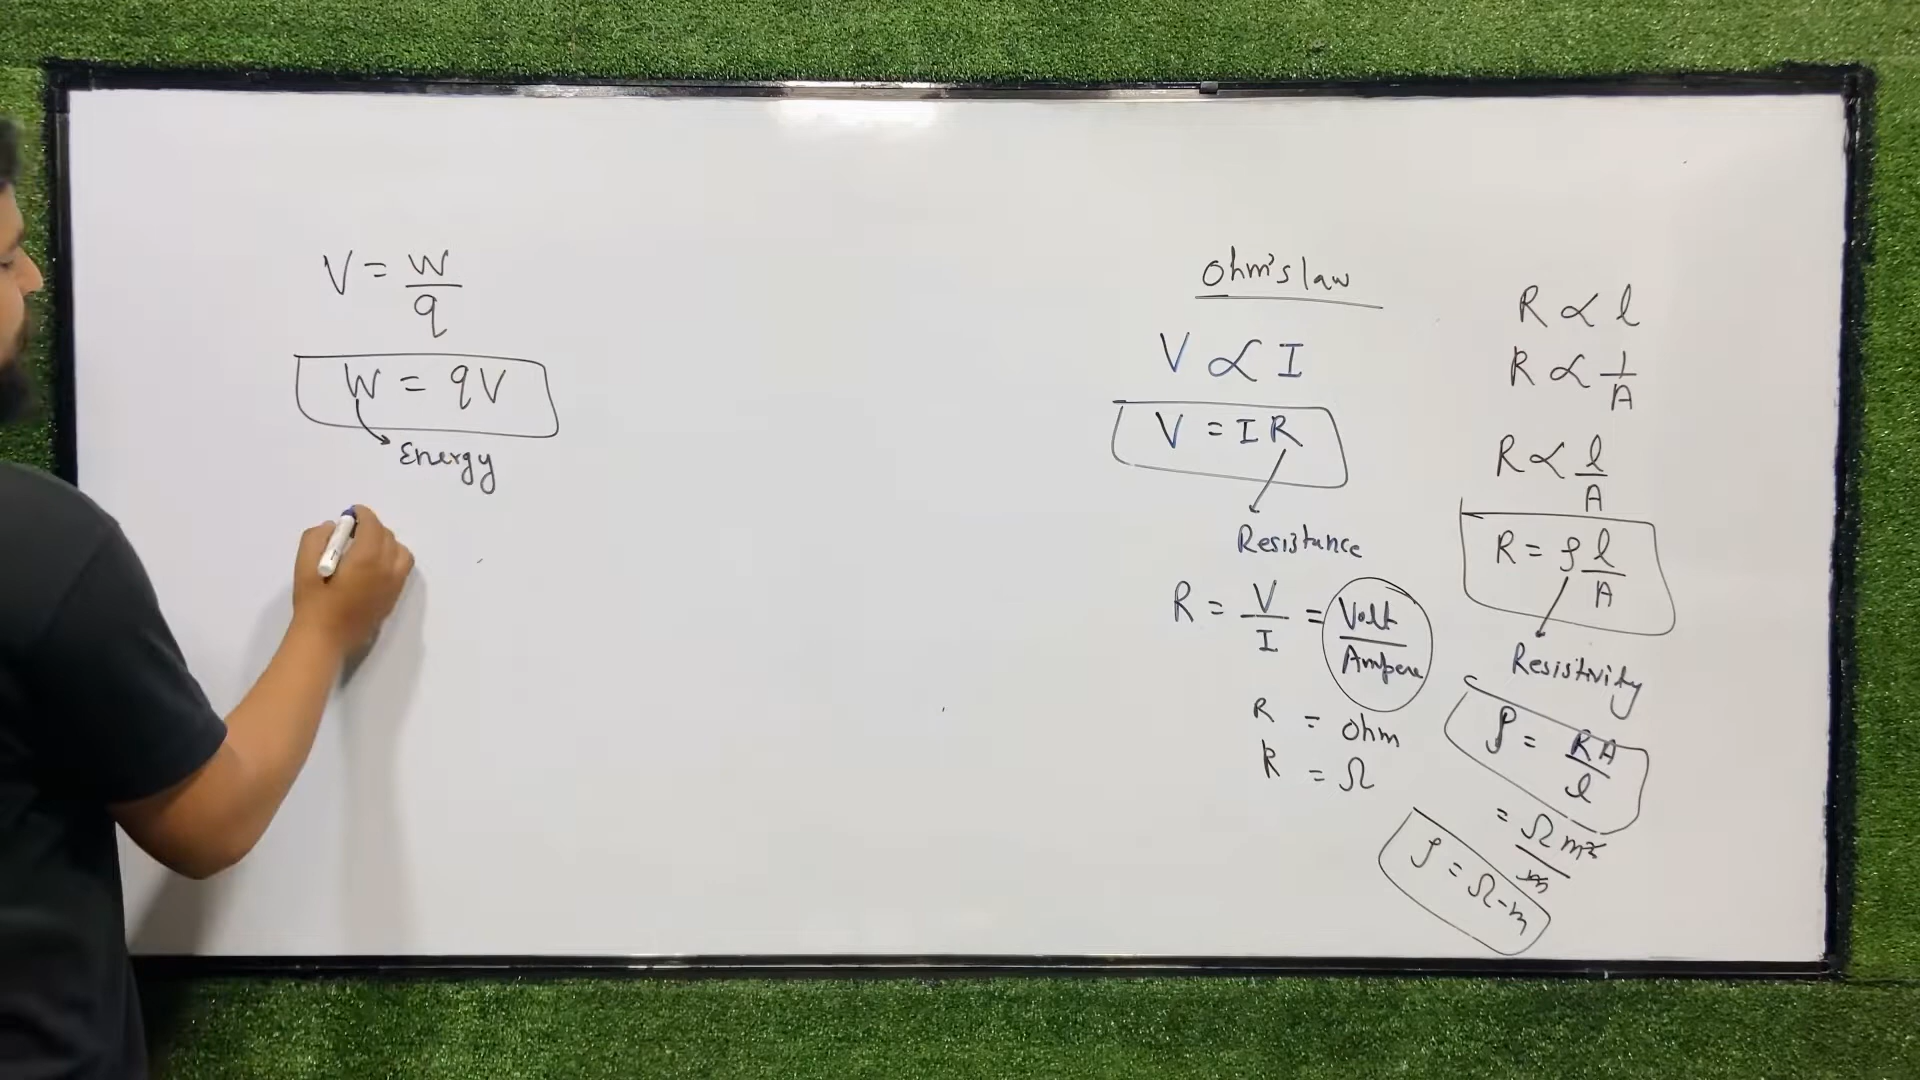 V = W/q
W = qV
Energy
Ohm's law
V ∝ I
V = IR
Resistance
R = V/I = Volt/Ampere
R = ohm
R = Ω
R ∝ l
R ∝ 1/A
R ∝ l/A
R = ρ l/A
Resistivity
ρ = RA/l
= Ω m²/m
ρ = Ω-m